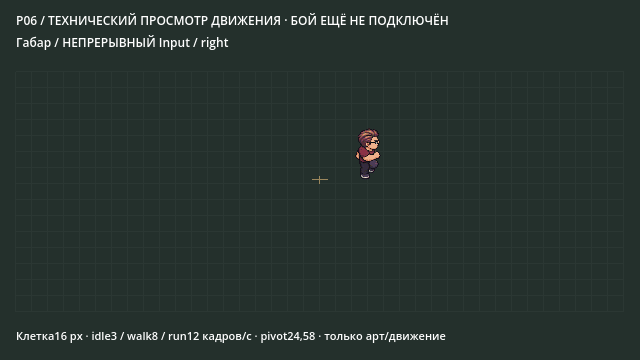 P06 / ТЕХНИЧЕСКИЙ ПРОСМОТР ДВИЖЕНИЯ · БОЙ ЕЩЁ НЕ ПОДКЛЮЧЁН
Габар / НЕПРЕРЫВНЫЙ Input / right
Клетка16 px · idle3 / walk8 / run12 кадров/с · pivot24,58 · только арт/движение